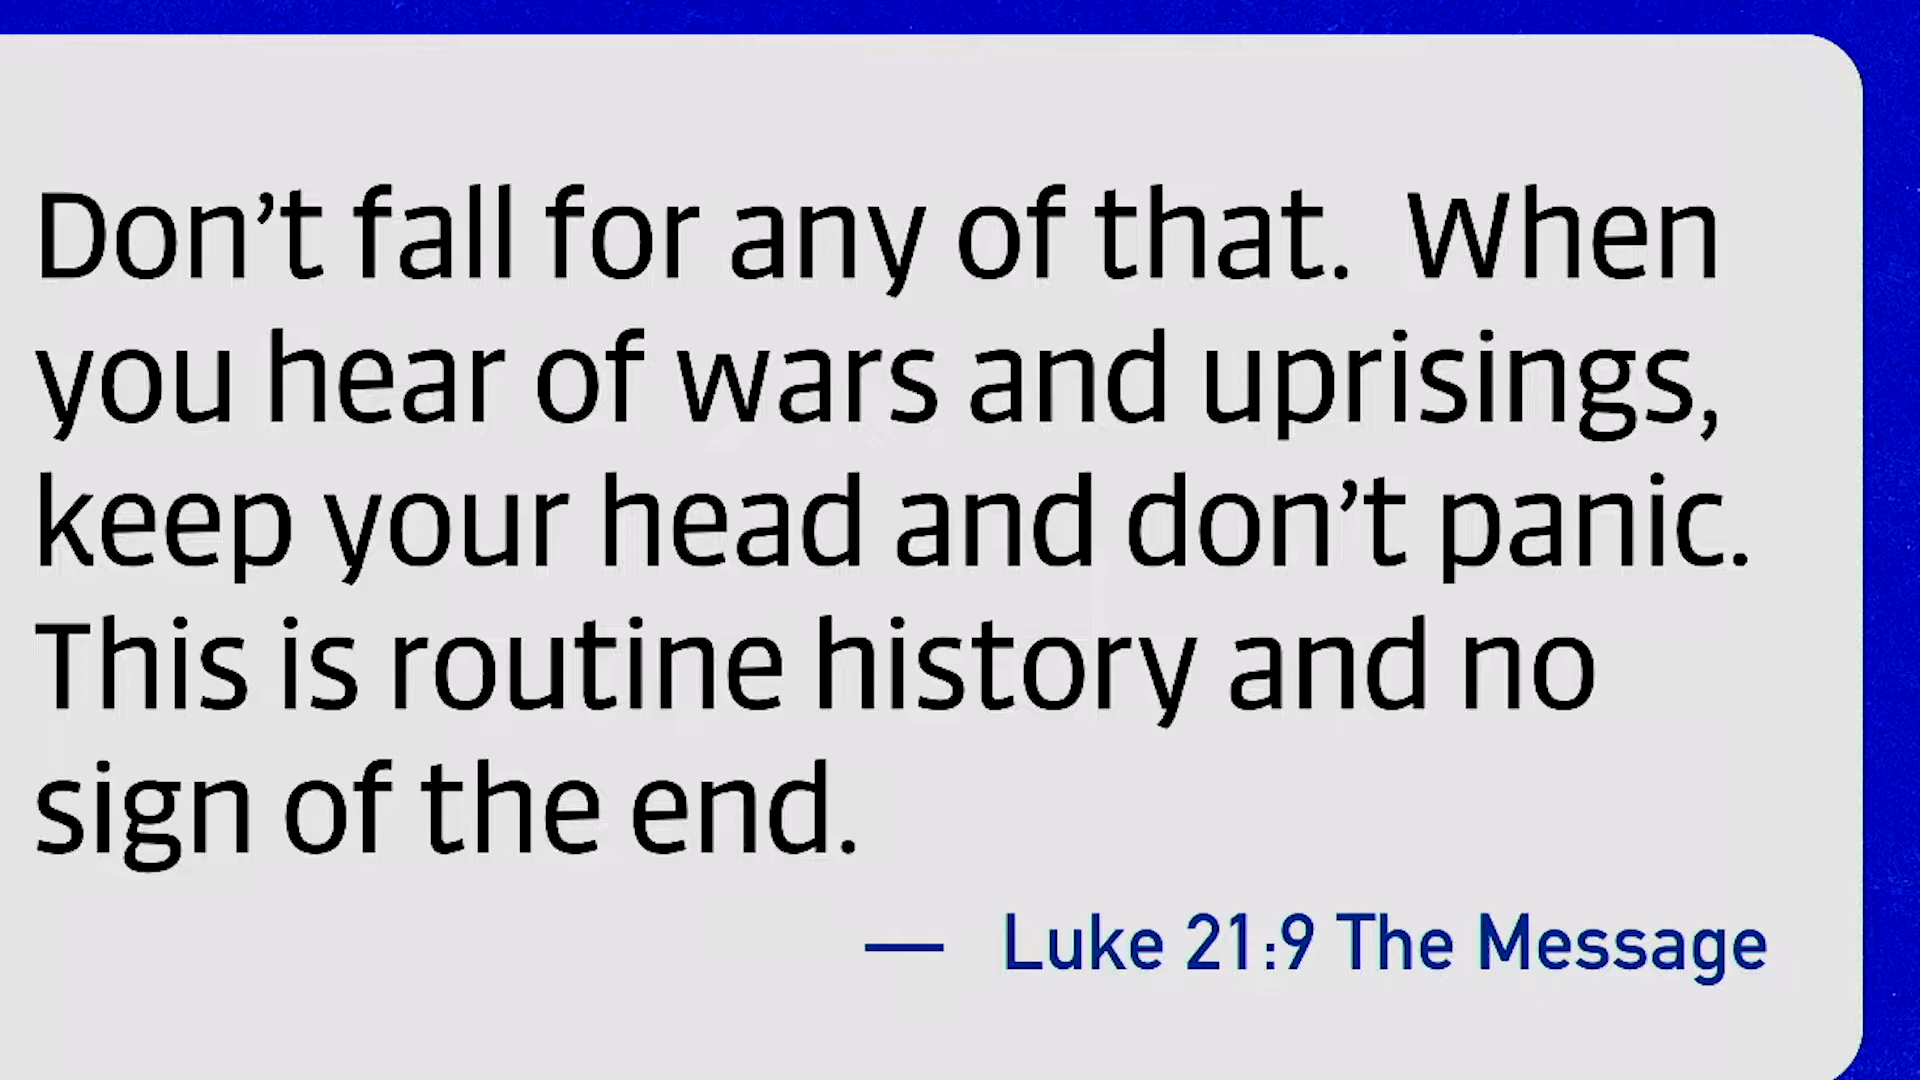 Don’t fall for any of that.  When
you hear of wars and uprisings,
keep your head and don’t panic.
This is routine history and no
sign of the end.
— Luke 21:9 The Message